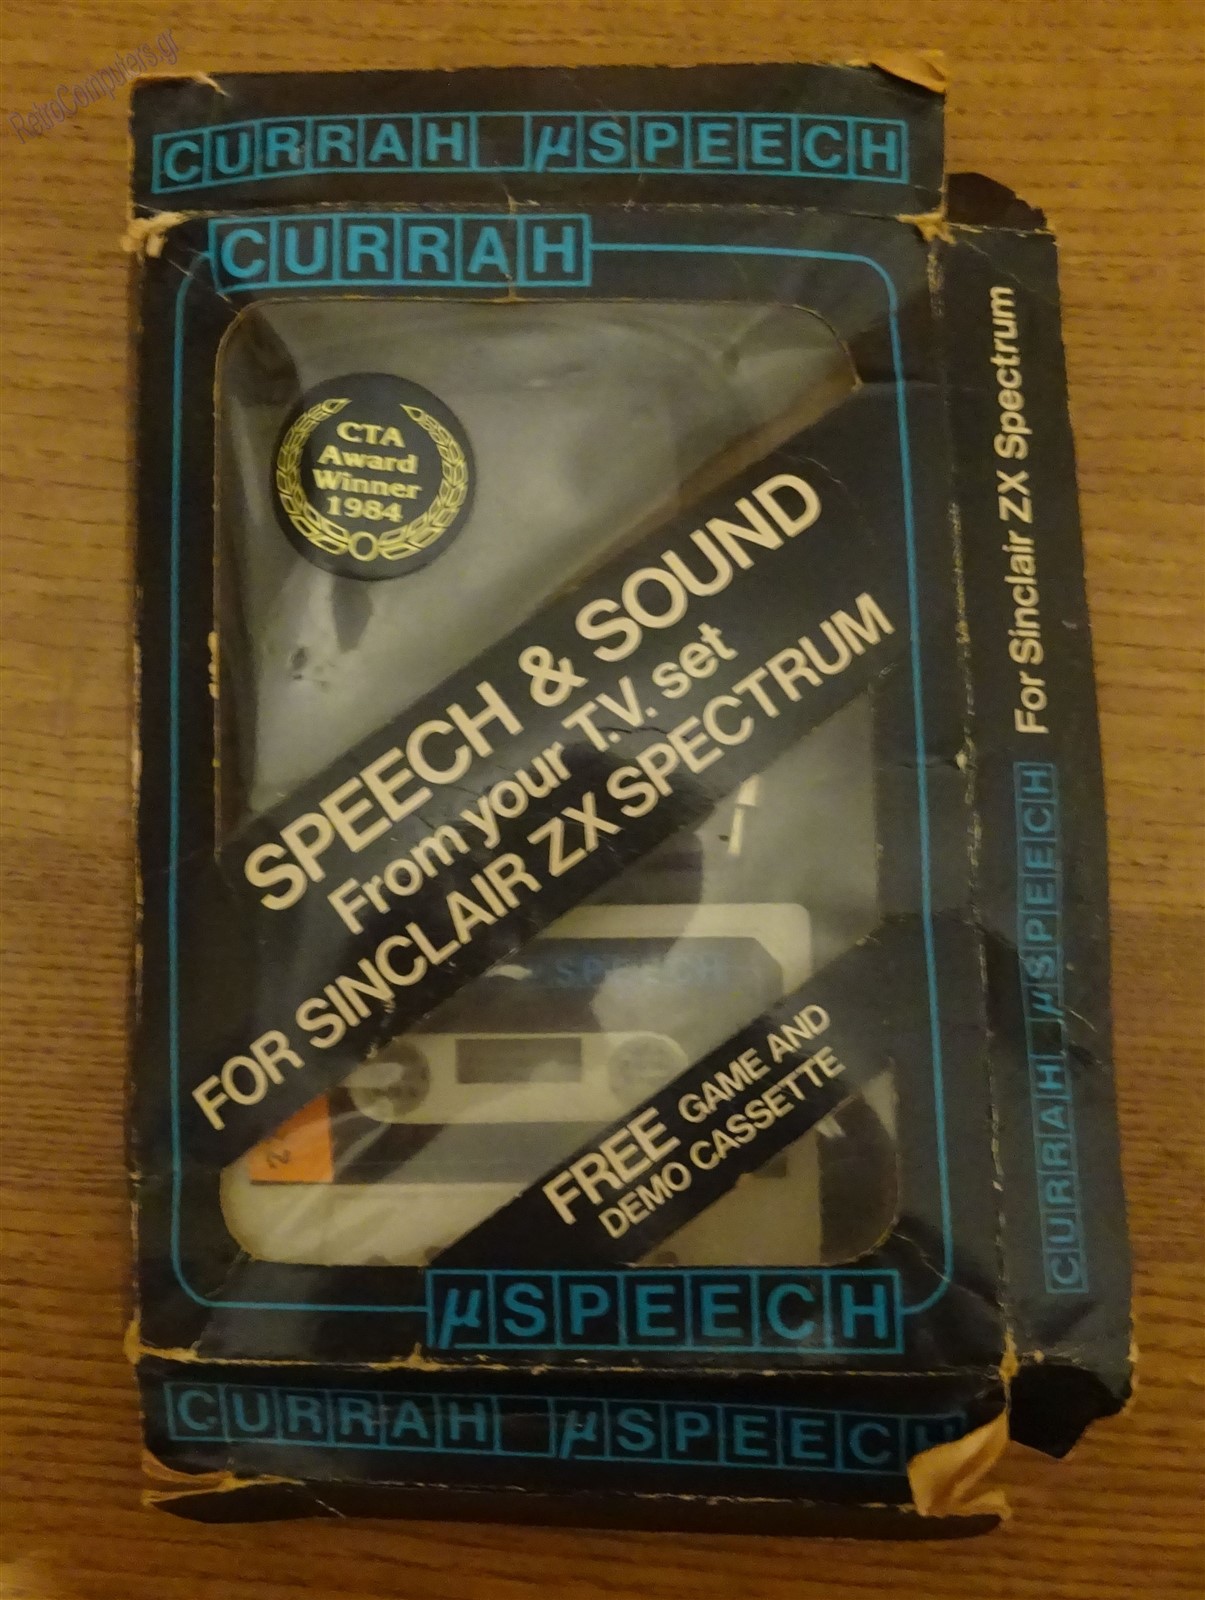 RetroComputers.gr
CURRAH μSPEECH
CURRAH
CTA
Award
Winner
1984
SPEECH & SOUND
From your T.V. set
FOR SINCLAIR ZX SPECTRUM
SPEECH
FREE GAME AND
DEMO CASSETTE
μSPEECH
CURRAH μSPEECH
CURRAH μSPEECH For Sinclair ZX Spectrum